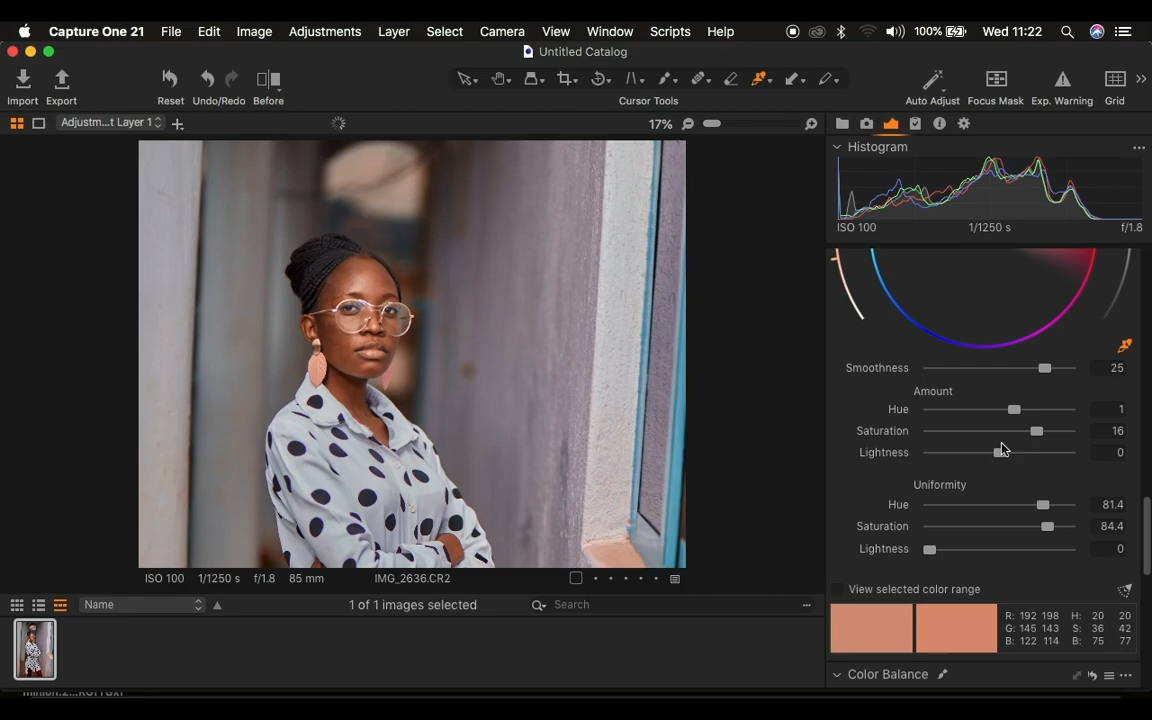 Capture One 21 File Edit Image Adjustments Layer Select Camera View Window Scripts Help 100% Wed 11:22
Untitled Catalog
Import Export Reset Undo/Redo Before Cursor Tools Auto Adjust Focus Mask Exp. Warning Grid
Adjustm...t Layer 1 17%
Histogram
ISO 100 1/1250 s f/1.8
Smoothness 25
Amount
Hue 1
Saturation 16
Lightness 0
Uniformity
Hue 81.4
Saturation 84.4
Lightness 0
View selected color range
R: 192 198 H: 20 20
G: 145 143 S: 36 42
B: 122 114 B: 75 77
Color Balance
ISO 100 1/1250 s f/1.8 85 mm IMG_2636.CR2
Name 1 of 1 images selected Search